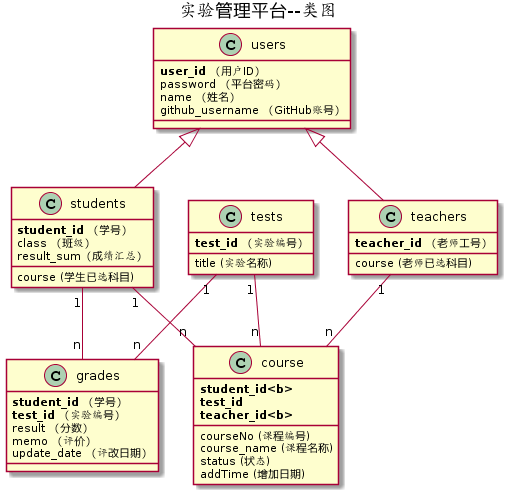 实验管理平台--类图
C users
user_id （用户ID）
password （平台密码）
name （姓名）
github_username （GitHub账号）
C students
student_id （学号）
class （班级）
result_sum（成绩汇总）
course (学生已选科目)
C tests
test_id （实验编号）
title (实验名称)
C teachers
teacher_id （老师工号）
course (老师已选科目)
1
1
1
1
1
n
n
n
n
C grades
student_id （学号）
test_id （实验编号）
result （分数）
memo （评价）
update_date （评改日期）
C course
student_id<b>
test_id
teacher_id<b>
courseNo (课程编号)
course_name (课程名称)
status (状态)
addTime (增加日期)